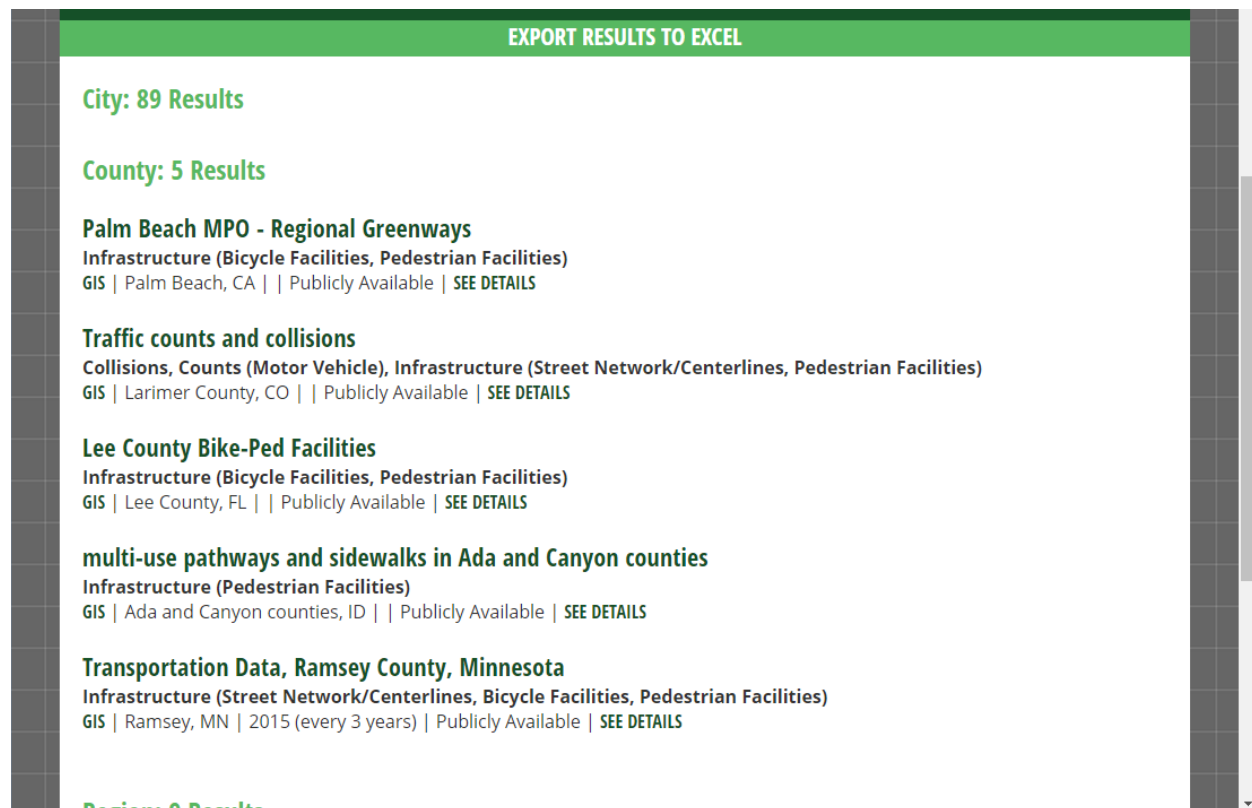 EXPORT RESULTS TO EXCEL
City: 89 Results
County: 5 Results
Palm Beach MPO - Regional Greenways
Infrastructure (Bicycle Facilities, Pedestrian Facilities)
GIS | Palm Beach, CA | | Publicly Available | SEE DETAILS
Traffic counts and collisions
Collisions, Counts (Motor Vehicle), Infrastructure (Street Network/Centerlines, Pedestrian Facilities)
GIS | Larimer County, CO | | Publicly Available | SEE DETAILS
Lee County Bike-Ped Facilities
Infrastructure (Bicycle Facilities, Pedestrian Facilities)
GIS | Lee County, FL | | Publicly Available | SEE DETAILS
multi-use pathways and sidewalks in Ada and Canyon counties
Infrastructure (Pedestrian Facilities)
GIS | Ada and Canyon counties, ID | | Publicly Available | SEE DETAILS
Transportation Data, Ramsey County, Minnesota
Infrastructure (Street Network/Centerlines, Bicycle Facilities, Pedestrian Facilities)
GIS | Ramsey, MN | 2015 (every 3 years) | Publicly Available | SEE DETAILS
Results